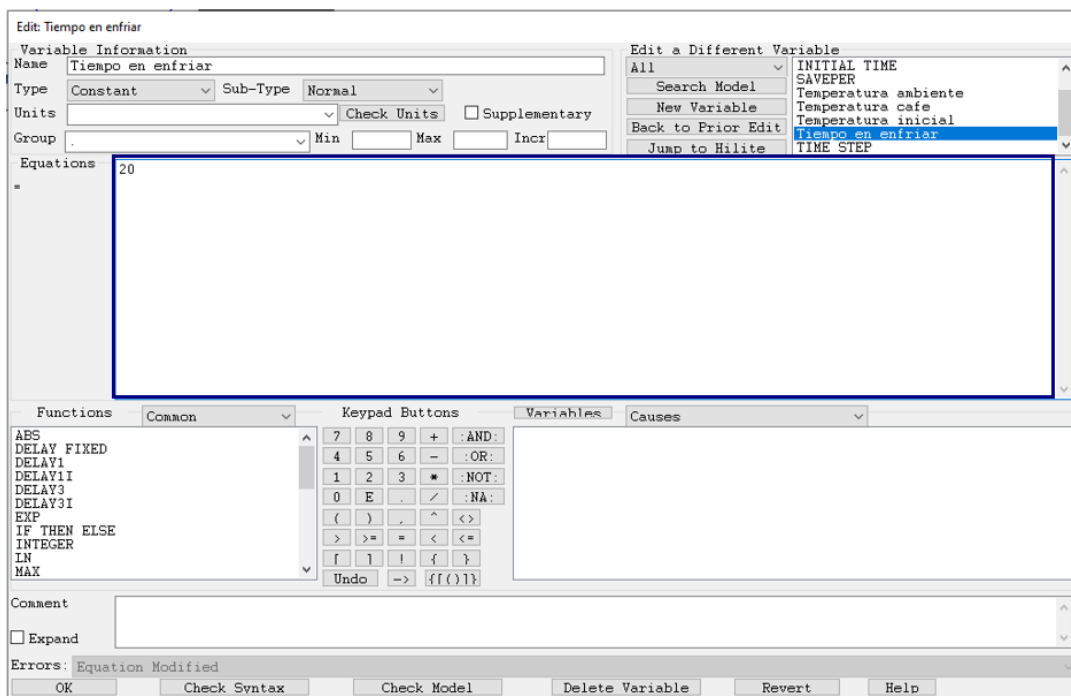 Edit: Tiempo en enfriar
Variable Information
Name Tiempo en enfriar
Type Constant Sub-Type Normal
Units Check Units Supplementary
Group . Min Max Incr
Edit a Different Variable
All
Search Model
New Variable
Back to Prior Edit
Jump to Hilite
INITIAL TIME
SAVEPER
Temperatura ambiente
Temperatura cafe
Temperatura inicial
Tiempo en enfriar
TIME STEP
Equations
=
20
Functions Common
ABS
DELAY FIXED
DELAY1
DELAY1I
DELAY3
DELAY3I
EXP
IF THEN ELSE
INTEGER
LN
MAX
Keypad Buttons
7 8 9 + :AND:
4 5 6 - :OR:
1 2 3 * :NOT:
0 E . / :NA:
( ) , ^ <>
> >= = < <=
[ ] ! { }
Undo -> {[()]}
Variables Causes
Comment
Expand
Errors: Equation Modified
OK Check Syntax Check Model Delete Variable Revert Help